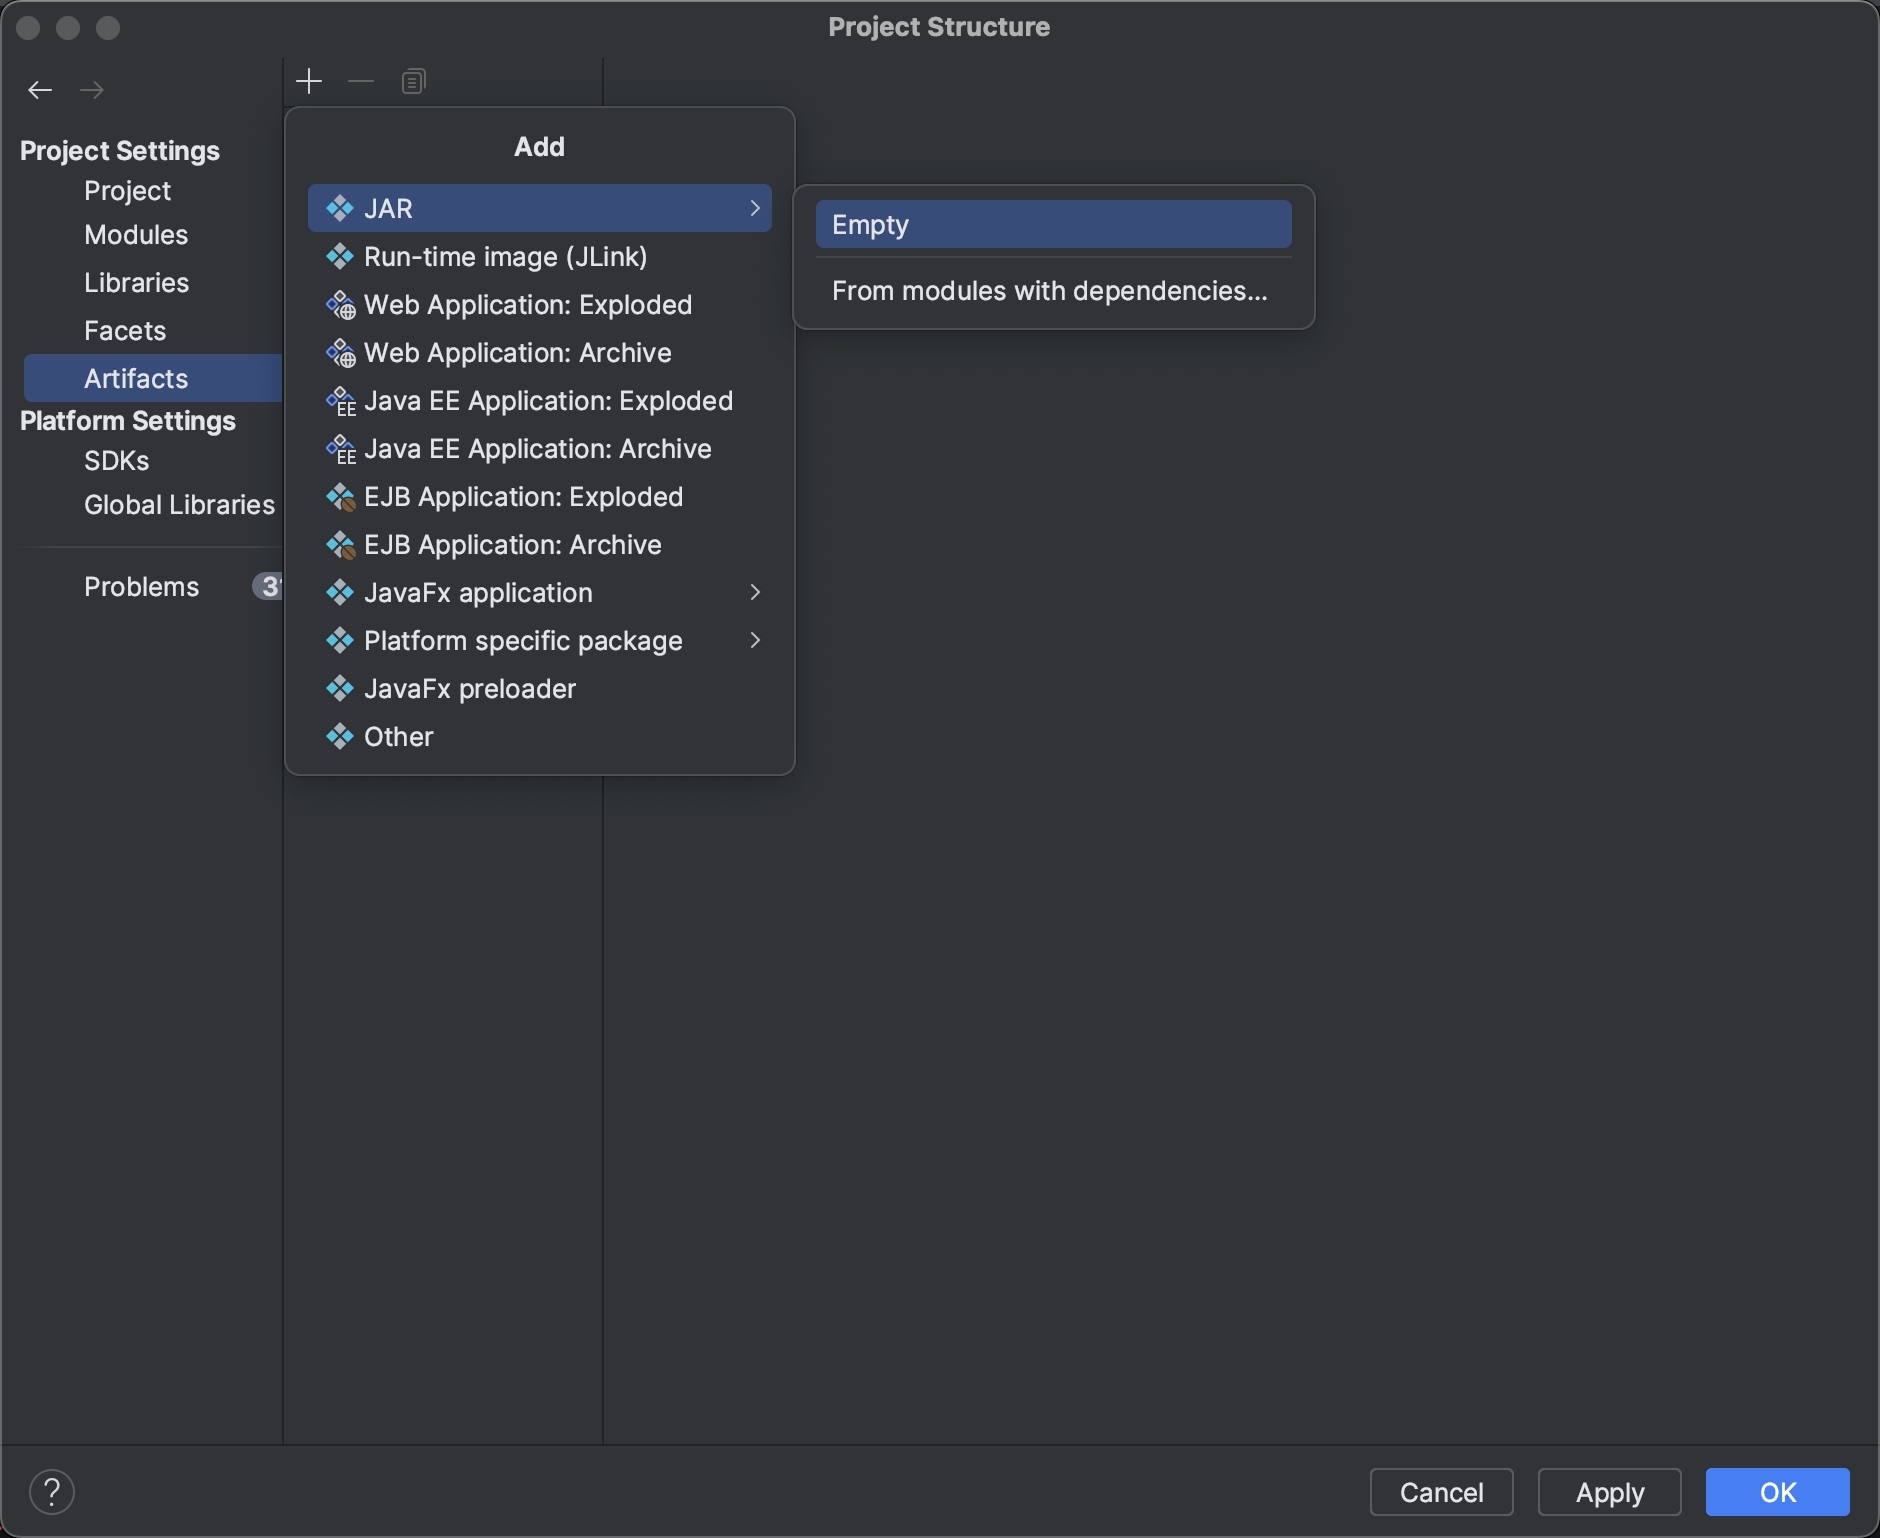 Project Structure
Project Settings
Project
Modules
Libraries
Facets
Artifacts
Platform Settings
SDKs
Global Libraries
Problems
Add
JAR
Run-time image (JLink)
Web Application: Exploded
Web Application: Archive
Java EE Application: Exploded
Java EE Application: Archive
EJB Application: Exploded
EJB Application: Archive
JavaFx application
Platform specific package
JavaFx preloader
Other
Empty
From modules with dependencies...
?
Cancel
Apply
OK